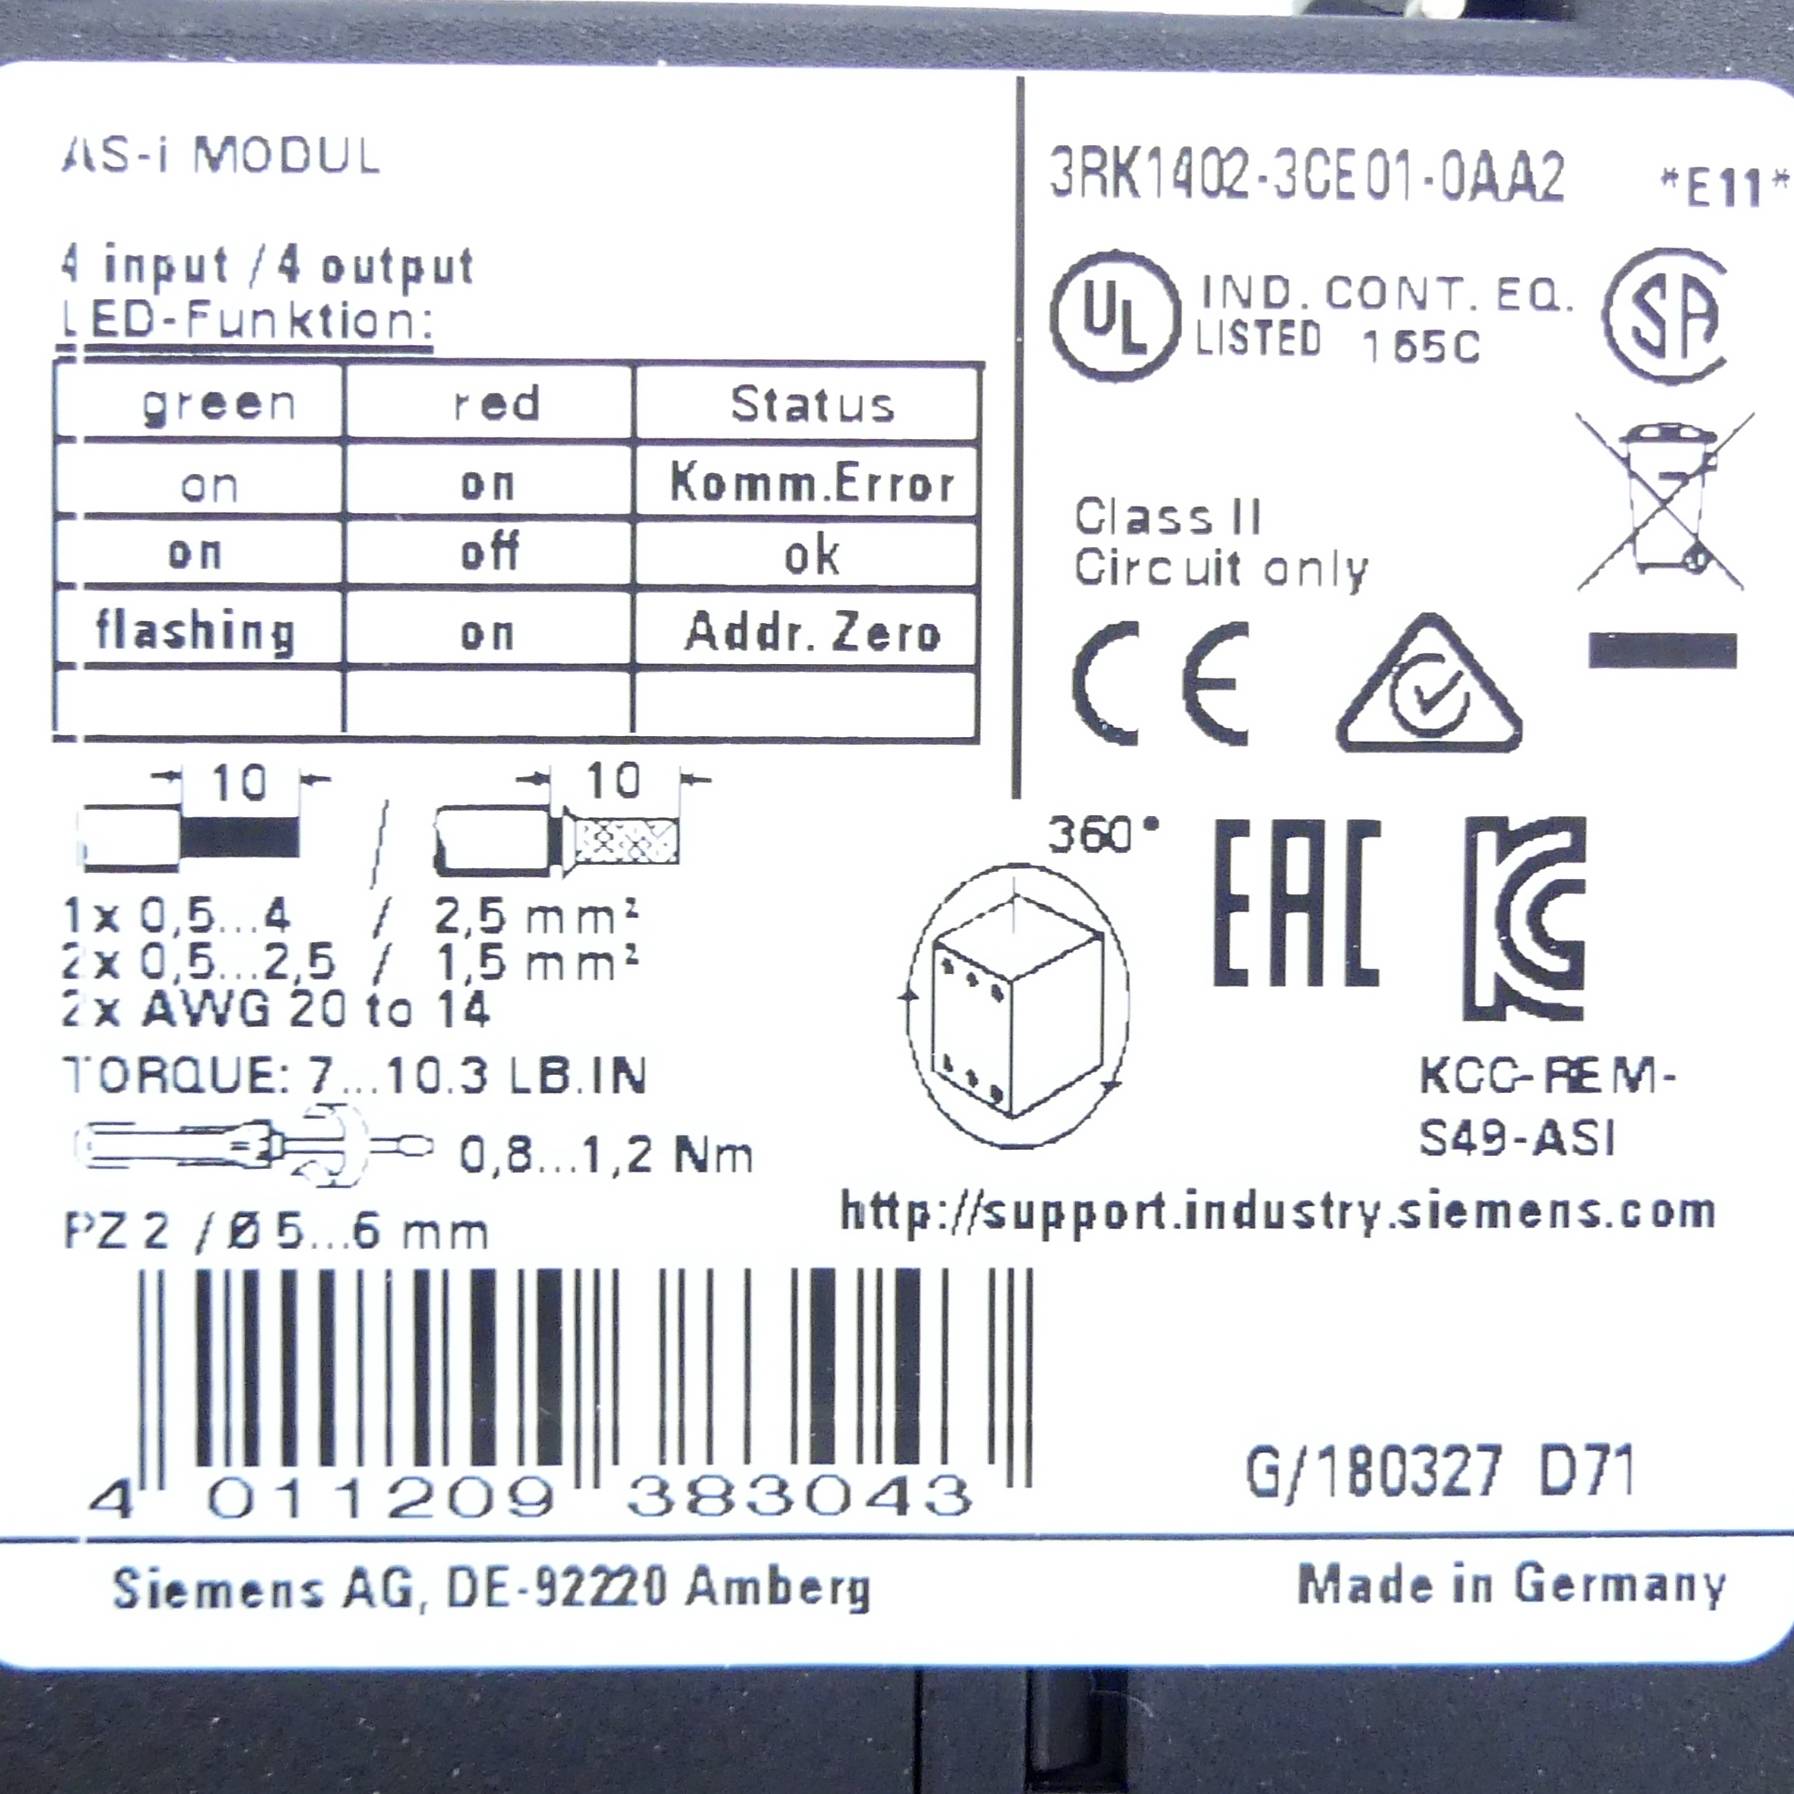 AS-i MODUL
4 input / 4 output
LED-Funktion:
green red Status
on on Komm.Error
on off ok
flashing on Addr. Zero
10 / 10
1x 0,5...4 / 2,5 mm²
2x 0,5...2,5 / 1,5 mm²
2x AWG 20 to 14
TORQUE: 7...10.3 LB.IN
0,8...1,2 Nm
PZ 2 / Ø 5...6 mm
3RK1402-3CE01-0AA2 *E11*
UL IND. CONT. EQ.
LISTED 165C
SA
Class II
Circuit only
CE
360°
EAC
KC
KCC-REM-
S49-ASI
http://support.industry.siemens.com
4 011209 383043
G/180327 D71
Siemens AG, DE-92220 Amberg
Made in Germany